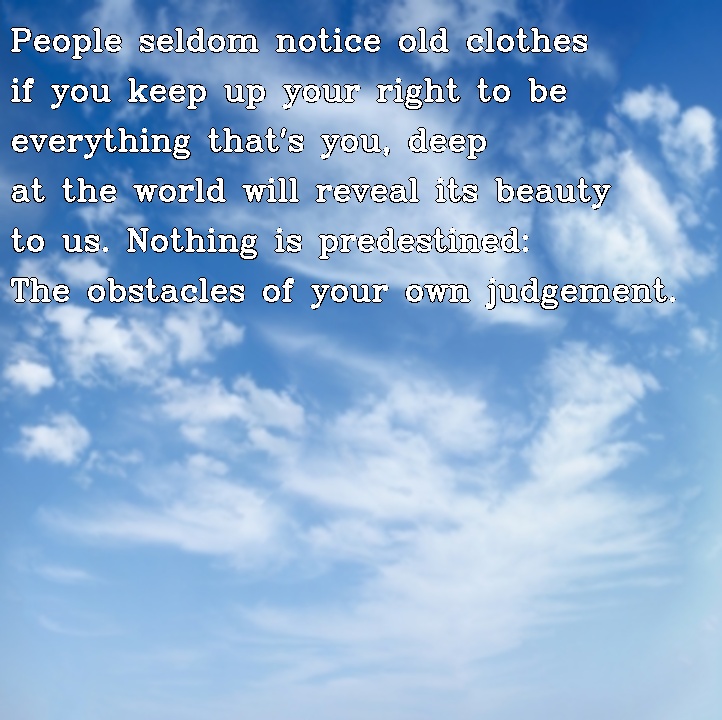 People seldom notice old clothes
if you keep up your right to be
everything that's you, deep
at the world will reveal its beauty
to us. Nothing is predestined:
The obstacles of your own judgement.